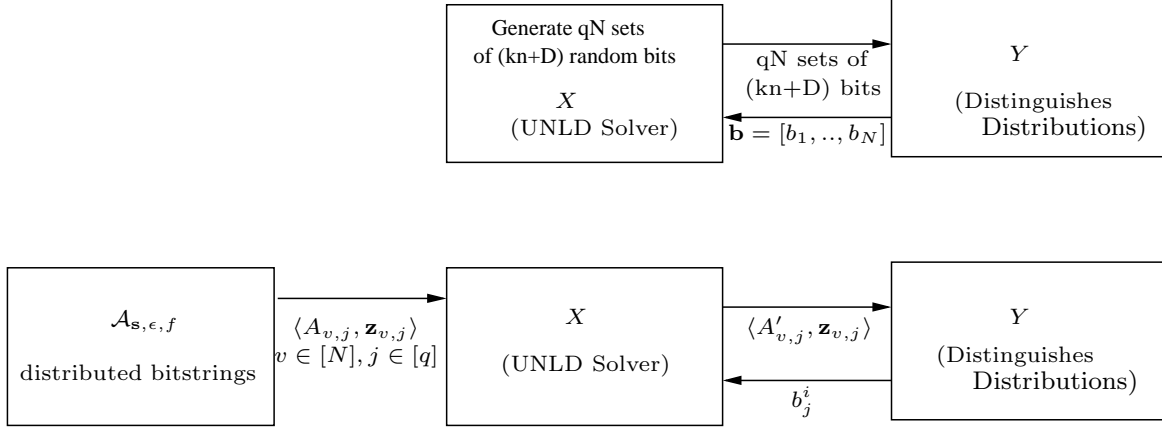 Generate qN sets
of (kn+D) random bits
X
(UNLD Solver)
qN sets of
(kn+D) bits
𝐛 = [b₁, .., b_N]
Y
(Distinguishes
Distributions)
𝒜_{𝐬,ϵ,f}
distributed bitstrings
⟨A_{v,j}, 𝐳_{v,j}⟩
v ∈ [N], j ∈ [q]
X
(UNLD Solver)
⟨A′_{v,j}, 𝐳_{v,j}⟩
b^i_j
Y
(Distinguishes
Distributions)